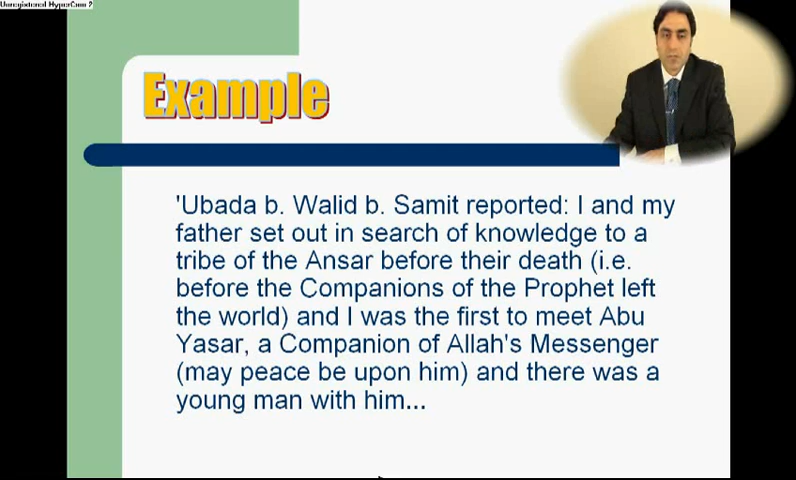 Unregistered HyperCam 2
Example
'Ubada b. Walid b. Samit reported: I and my
father set out in search of knowledge to a
tribe of the Ansar before their death (i.e.
before the Companions of the Prophet left
the world) and I was the first to meet Abu
Yasar, a Companion of Allah's Messenger
(may peace be upon him) and there was a
young man with him...